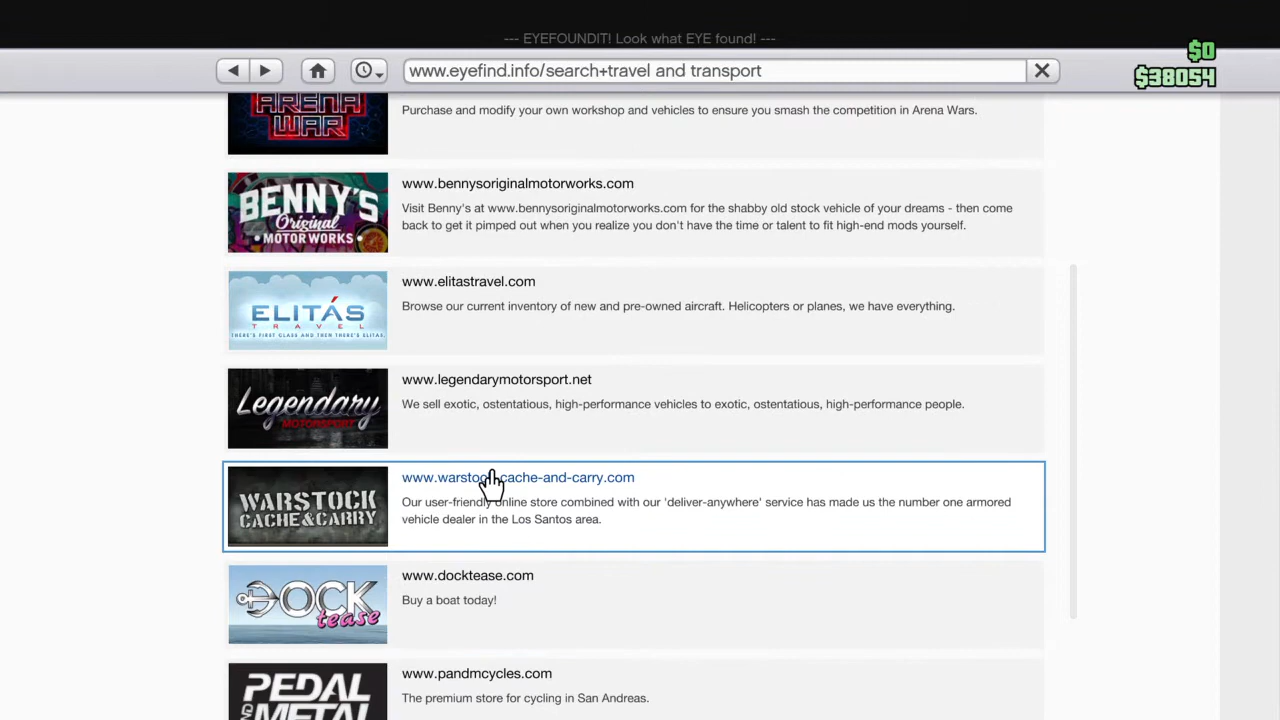 --- EYEFOUNDIT! Look what EYE found! ---
$0
www.eyefind.info/search+travel and transport
$38054
ARENA
WAR
Purchase and modify your own workshop and vehicles to ensure you smash the competition in Arena Wars.
BENNY'S
Original
• MOTOR WORKS •
www.bennysoriginalmotorworks.com
Visit Benny's at www.bennysoriginalmotorworks.com for the shabby old stock vehicle of your dreams - then come
back to get it pimped out when you realize you don't have the time or talent to fit high-end mods yourself.
ELITÁS
TRAVEL
THERE'S FIRST CLASS AND THEN THERE'S ELITAS.
www.elitastravel.com
Browse our current inventory of new and pre-owned aircraft. Helicopters or planes, we have everything.
Legendary
MOTORSPORT
www.legendarymotorsport.net
We sell exotic, ostentatious, high-performance vehicles to exotic, ostentatious, high-performance people.
WARSTOCK
CACHE&CARRY
www.warstock-cache-and-carry.com
Our user-friendly online store combined with our 'deliver-anywhere' service has made us the number one armored
vehicle dealer in the Los Santos area.
DOCK
tease
www.docktease.com
Buy a boat today!
PEDAL
AND
METAL
www.pandmcycles.com
The premium store for cycling in San Andreas.